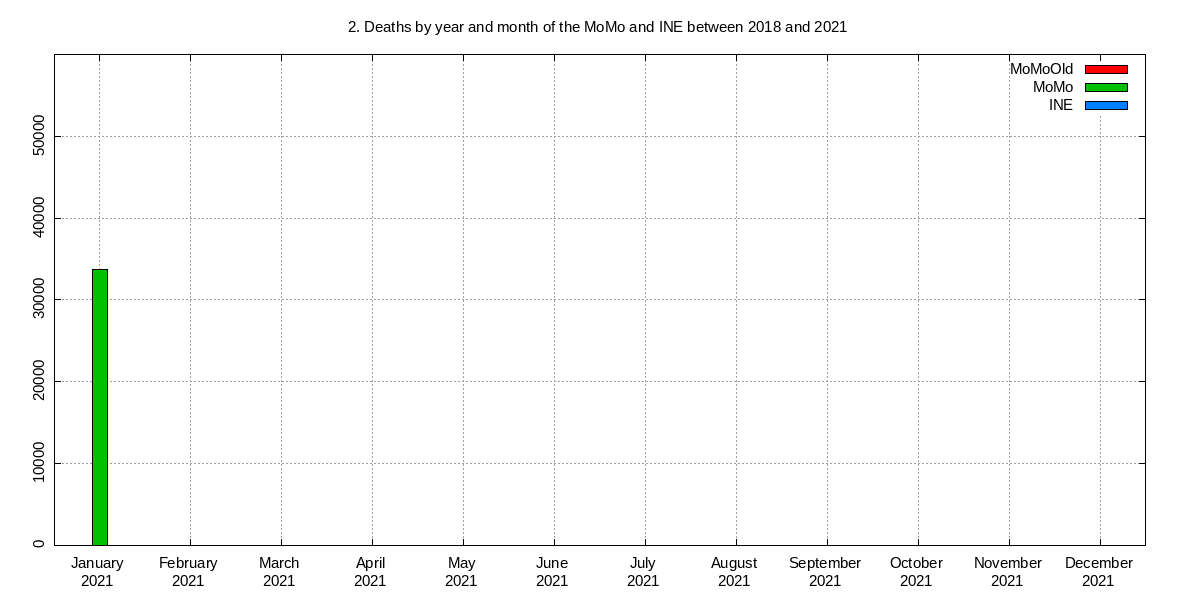 2. Deaths by year and month of the MoMo and INE between 2018 and 2021
MoMoOld
MoMo
INE
50000
40000
30000
20000
10000
0
January February March April May June July August September October November December
2021 2021 2021 2021 2021 2021 2021 2021 2021 2021 2021 2021